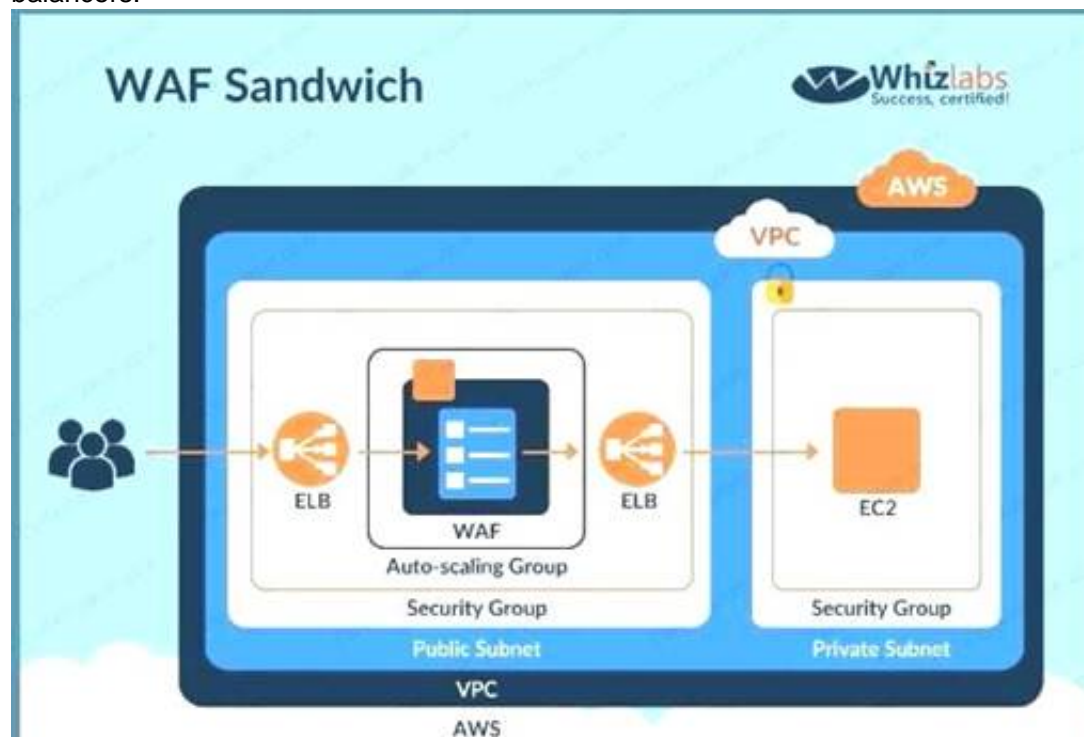 WAF Sandwich
Whizlabs
Success, certified!
AWS
VPC
ELB
WAF
ELB
EC2
Auto-scaling Group
Security Group
Security Group
Public Subnet
Private Subnet
VPC
AWS